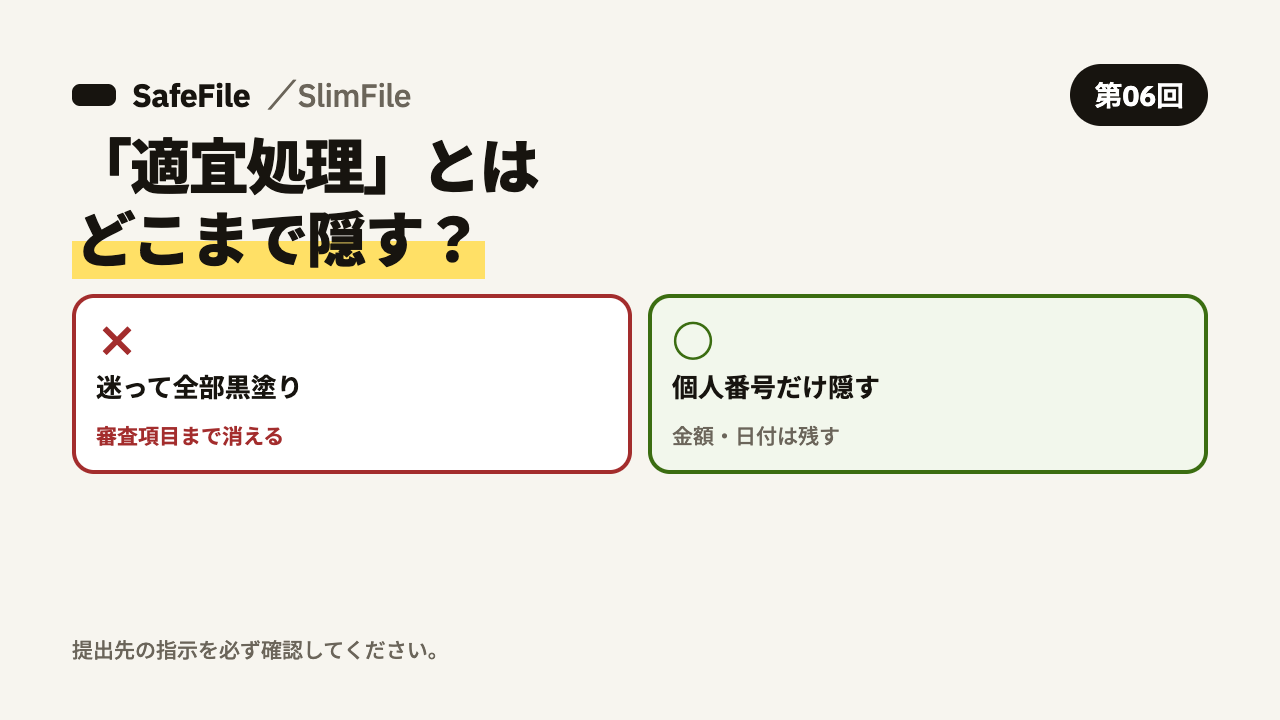 SafeFile ／SlimFile
第06回
「適宜処理」とは
どこまで隠す？
✕
迷って全部黒塗り
審査項目まで消える
○
個人番号だけ隠す
金額・日付は残す
提出先の指示を必ず確認してください。